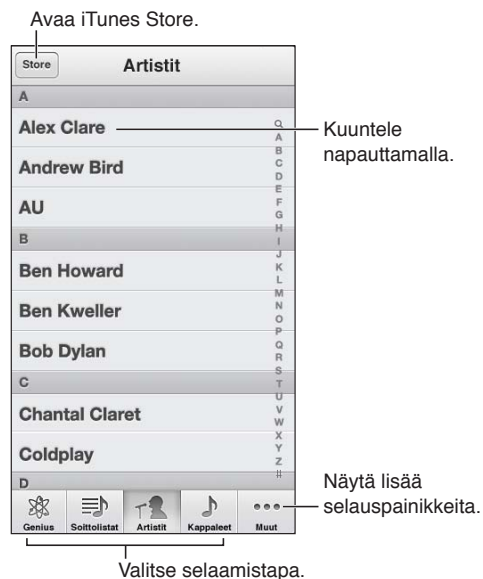 Avaa iTunes Store.
Store
Artistit
A
Alex Clare
Kuuntele
napauttamalla.
Andrew Bird
AU
B
Ben Howard
Ben Kweller
Bob Dylan
C
Chantal Claret
Coldplay
D
A
B
C
D
E
F
G
H
I
J
K
L
M
N
O
P
Q
R
S
T
U
V
W
X
Y
Z
#
Näytä lisää
selauspainikkeita.
Genius Soittolistat Artistit Kappaleet Muut
Valitse selaamistapa.